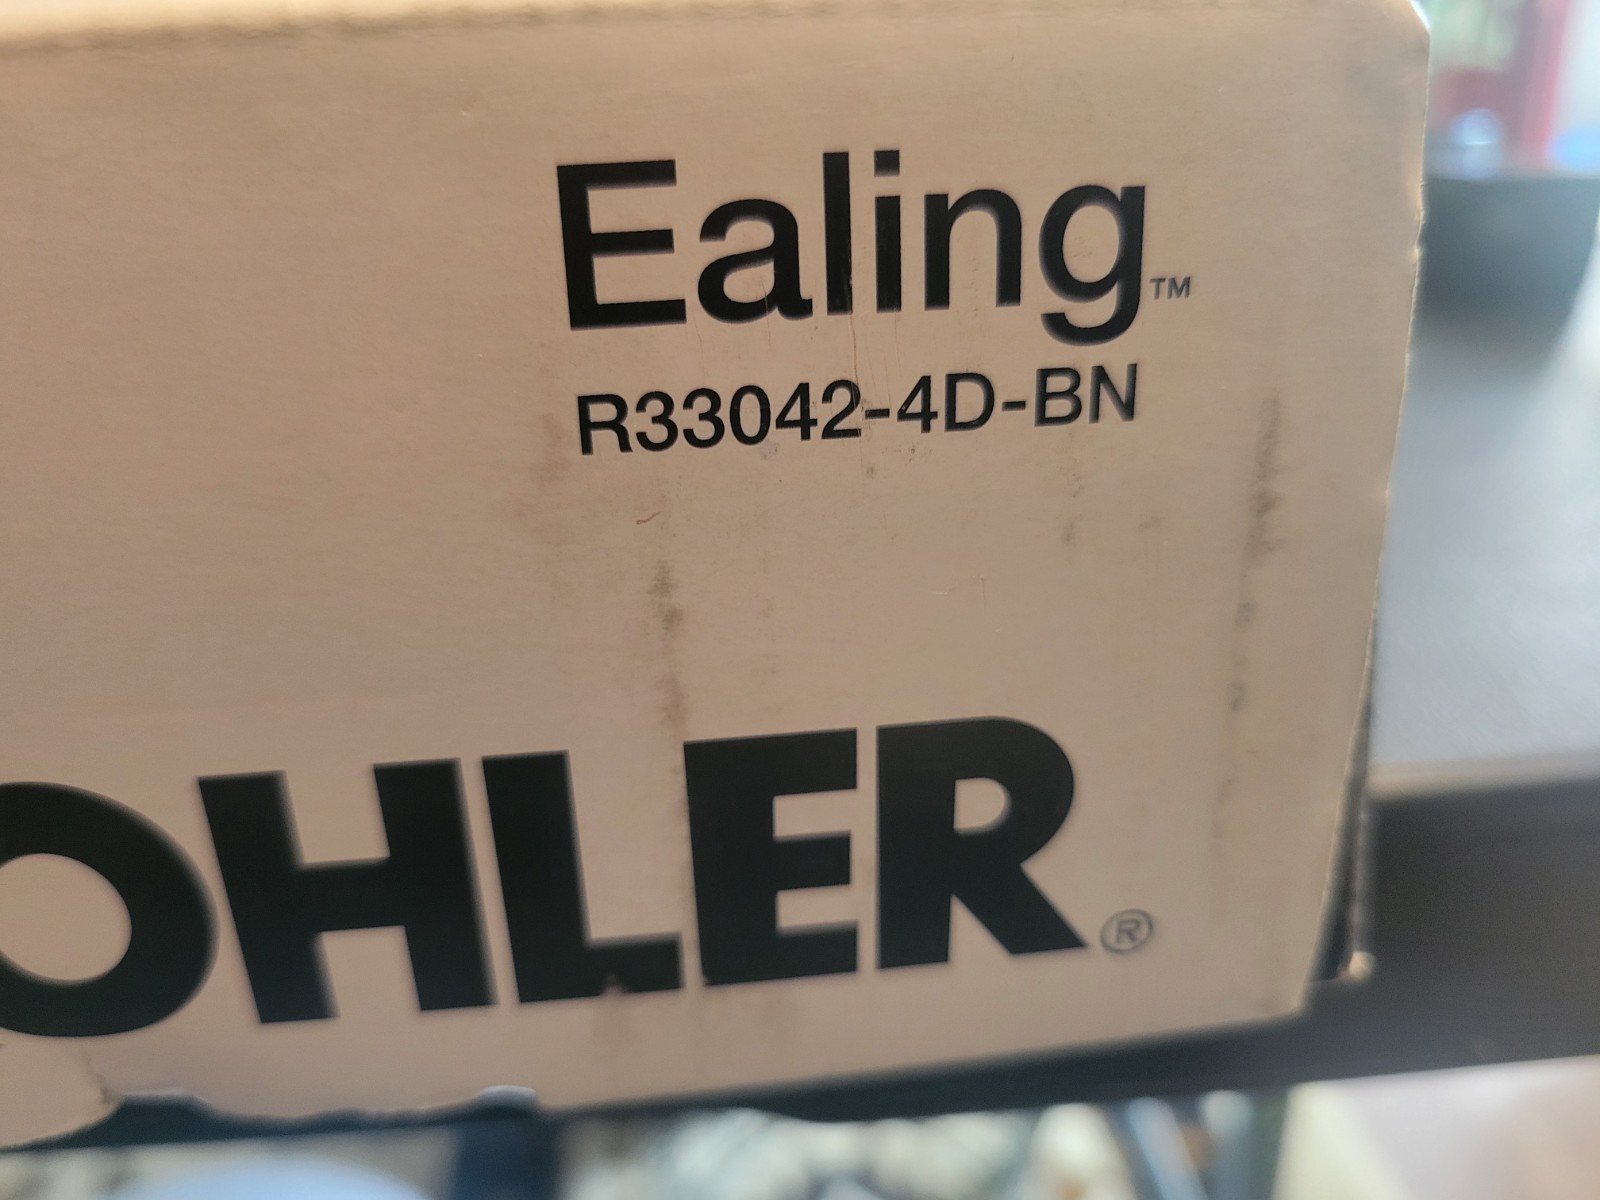 Ealing™
R33042-4D-BN
OHLER®